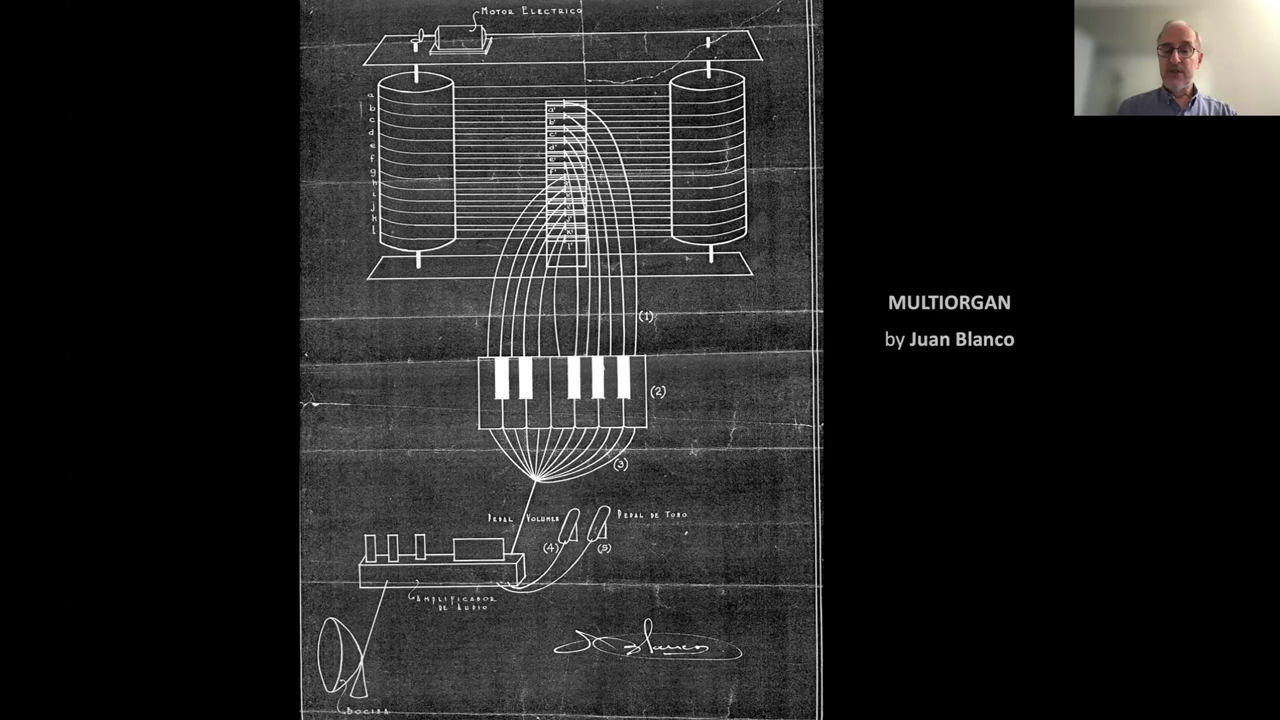 MOTOR ELECTRICO
a
b
c
d
e
f
g
h
i
j
k
l
a'
b'
c'
d'
e'
f'
k'
l'
(1)
(2)
(3)
PEDAL VOLUMEN
PEDAL DE TONO
(4)
(5)
AMPLIFICADOR
DE AUDIO
BOCINA
J Blanco
MULTIORGAN
by Juan Blanco